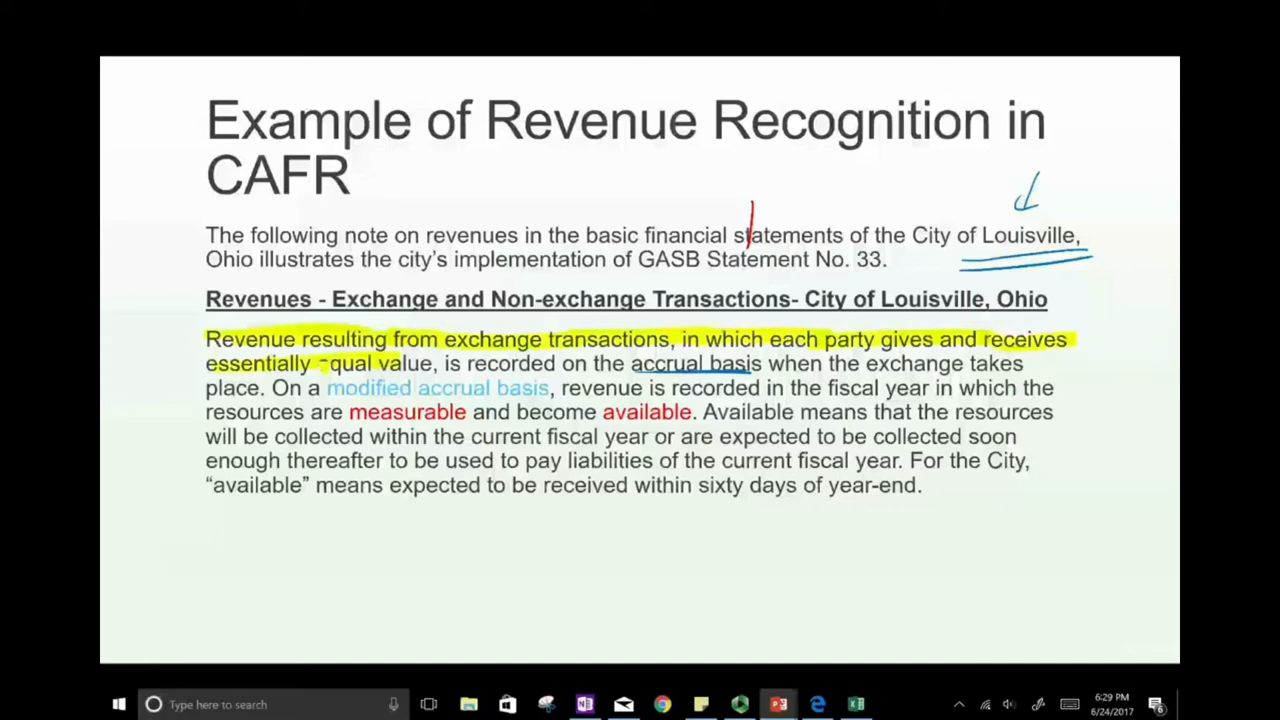 Example of Revenue Recognition in
CAFR
The following note on revenues in the basic financial statements of the City of Louisville,
Ohio illustrates the city’s implementation of GASB Statement No. 33.
Revenues - Exchange and Non-exchange Transactions- City of Louisville, Ohio
Revenue resulting from exchange transactions, in which each party gives and receives
essentially equal value, is recorded on the accrual basis when the exchange takes
place. On a modified accrual basis, revenue is recorded in the fiscal year in which the
resources are measurable and become available. Available means that the resources
will be collected within the current fiscal year or are expected to be collected soon
enough thereafter to be used to pay liabilities of the current fiscal year. For the City,
“available” means expected to be received within sixty days of year-end.
Type here to search
6:29 PM
6/24/2017
6